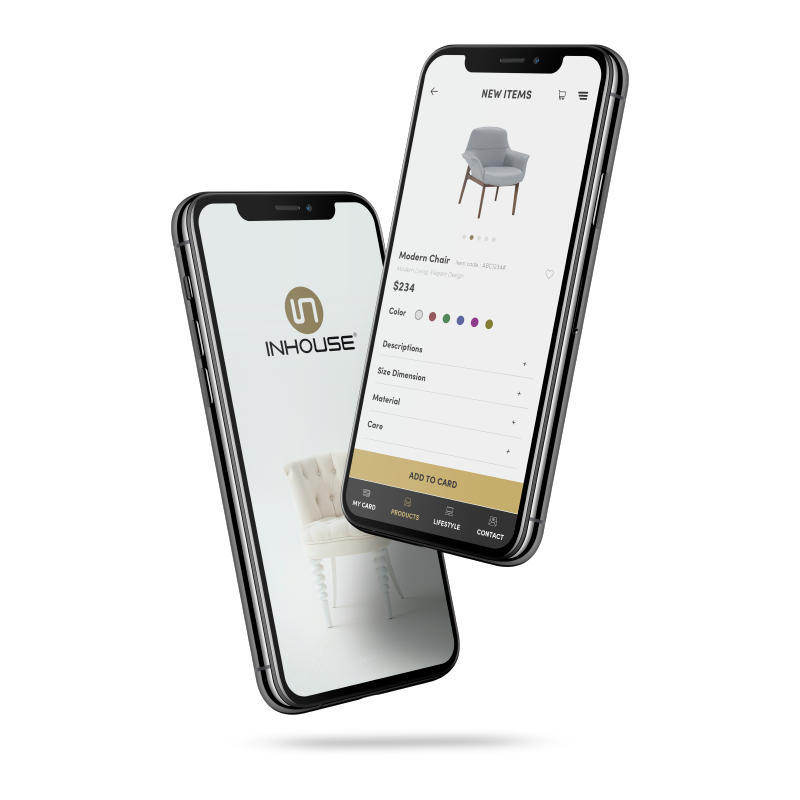 INHOUSE®
NEW ITEMS
Modern Chair Item code : ABC1234#
Modern Living, Elegant Design
$234
Color
Descriptions +
Size Dimension +
Material +
Care +
ADD TO CARD
MY CARD PRODUCTS LIFESTYLE CONTACT